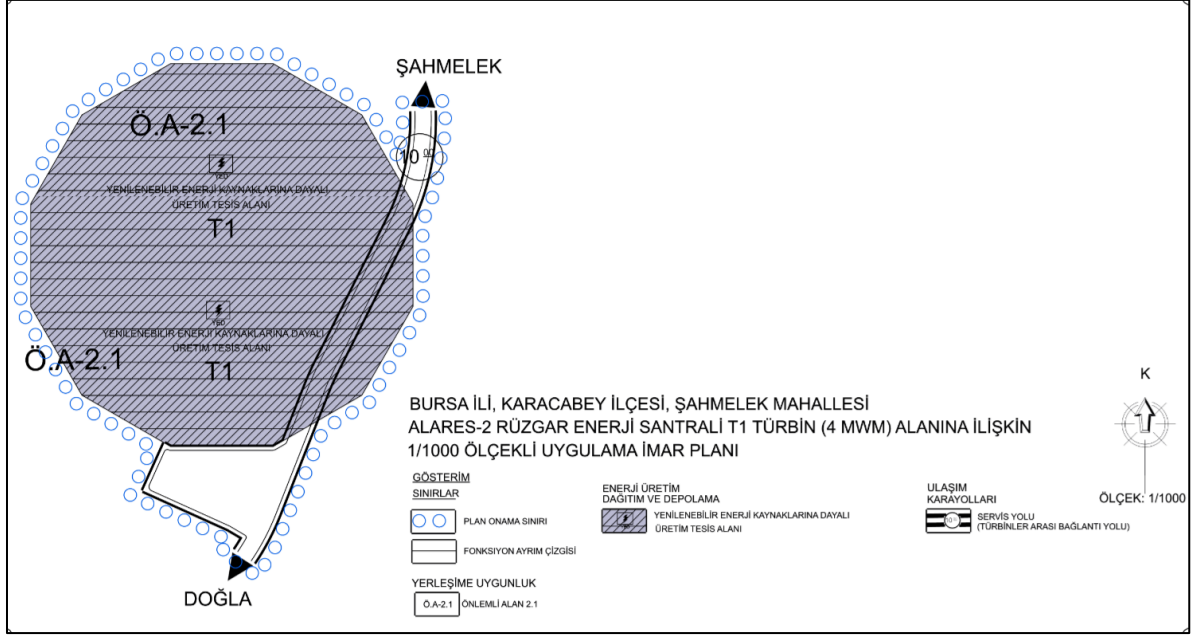 ŞAHMELEK
Ö.A-2.1
10 00
YED
YENİLENEBİLİR ENERJİ KAYNAKLARINA DAYALI
ÜRETİM TESİS ALANI
T1
YED
YENİLENEBİLİR ENERJİ KAYNAKLARINA DAYALI
ÜRETİM TESİS ALANI
Ö.A-2.1
T1
DOĞLA
K
BURSA İLİ, KARACABEY İLÇESİ, ŞAHMELEK MAHALLESİ
ALARES-2 RÜZGAR ENERJİ SANTRALİ T1 TÜRBİN (4 MWM) ALANINA İLİŞKİN
1/1000 ÖLÇEKLİ UYGULAMA İMAR PLANI
ÖLÇEK: 1/1000
GÖSTERİM
SINIRLAR
PLAN ONAMA SINIRI
FONKSIYON AYRIM ÇİZGİSİ
YERLEŞİME UYGUNLUK
Ö.A-2.1 ÖNLEMLİ ALAN 2.1
ENERJİ ÜRETİM
DAĞITIM VE DEPOLAMA
YENİLENEBİLİR ENERJİ KAYNAKLARINA DAYALI
ÜRETİM TESİS ALANI
ULAŞIM
KARAYOLLARI
SERVİS YOLU
(TÜRBİNLER ARASI BAĞLANTI YOLU)